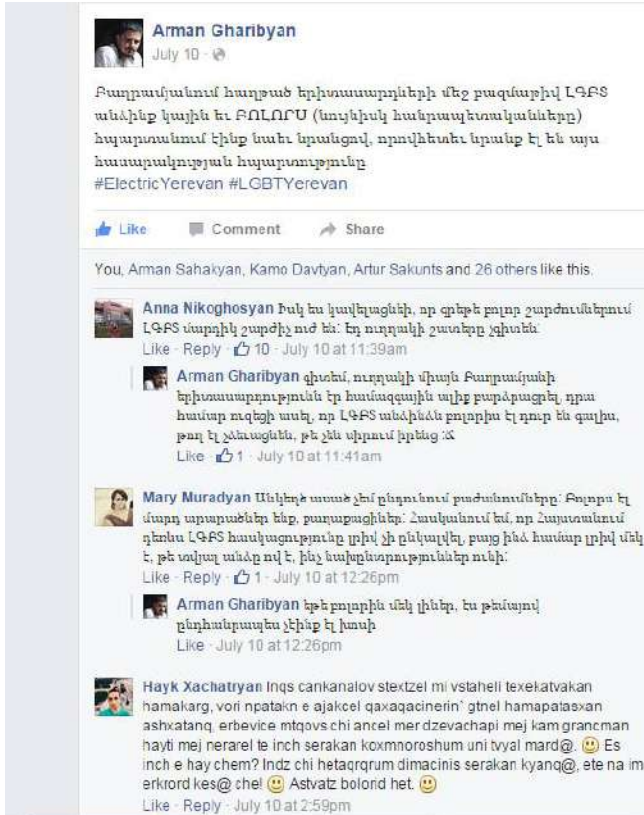 Arman Gharibyan
July 10
Բաղրամյանում հաղթած երիտասարդների մեջ բազմաթիվ ԼԳԲՏ
անձինք կային եւ ԲՈԼՈՐՍ (նույնիսկ հանրապետականները)
հպարտանում էինք նաեւ նրանցով, որովհետեւ նրանք էլ են այս
հասարակության հպարտությունը
#ElectricYerevan #LGBTYerevan
Like Comment Share
You, Arman Sahakyan, Kamo Davtyan, Artur Sakunts and 26 others like this.
Anna Nikoghosyan Իսկ ես կավելացնեի, որ գրեթե բոլոր շարժումներում
ԼԳԲՏ մարդիկ շարժիչ ուժ են: Էդ ուղղակի շատերը չգիտեն:
Like · Reply · 10 · July 10 at 11:39am
Arman Gharibyan գիտեմ, ուղղակի միայն Բաղրամյանի
երիտասարդությունն էր համազգային ալիք բարձրացրել, դրա
համար ուզեցի ասել, որ ԼԳԲՏ անձինձն բոլորիս էլ դուր են գալիս,
թող էլ չձեւացնեն, թե չեն սիրում իրենց :Ճ
Like · 1 · July 10 at 11:41am
Mary Muradyan Անկեղծ ասած չեմ ընդունում բաժանումները: Բոլորս էլ
մարդ արարածներ ենք, քաղաքացիներ: Հասկանում եմ, որ Հայաստանում
դեռևս ԼԳԲՏ հասկացությունը լրիվ չի ընկալվել, բայց ինձ համար լրիվ մեկ
է, թե տվյալ անձը ով է, ինչ նախընտրություններ ունի:
Like · Reply · 1 · July 10 at 12:26pm
Arman Gharibyan եթե բոլորին մեկ լիներ, էս թեմայով
ընդհանրապես չէինք էլ խոսի
Like · July 10 at 12:26pm
Hayk Xachatryan Inqs cankanalov stextzel mi vstaheli texekatvakan
hamakarg, vori npatakn e ajakcel qaxaqacinerin` gtnel hamapatasxan
ashxatanq, erbevice mtqovs chi ancel mer dzevachapi mej kam grancman
hayti mej nerarel te inch serakan koxmnoroshum uni tvyal mard@. Es
inch e hay chem? Indz chi hetaqrqrum dimacinis serakan kyanq@, ete na im
erkrord kes@ che! Astvatz bolorid het.
Like · Reply · July 10 at 2:59pm